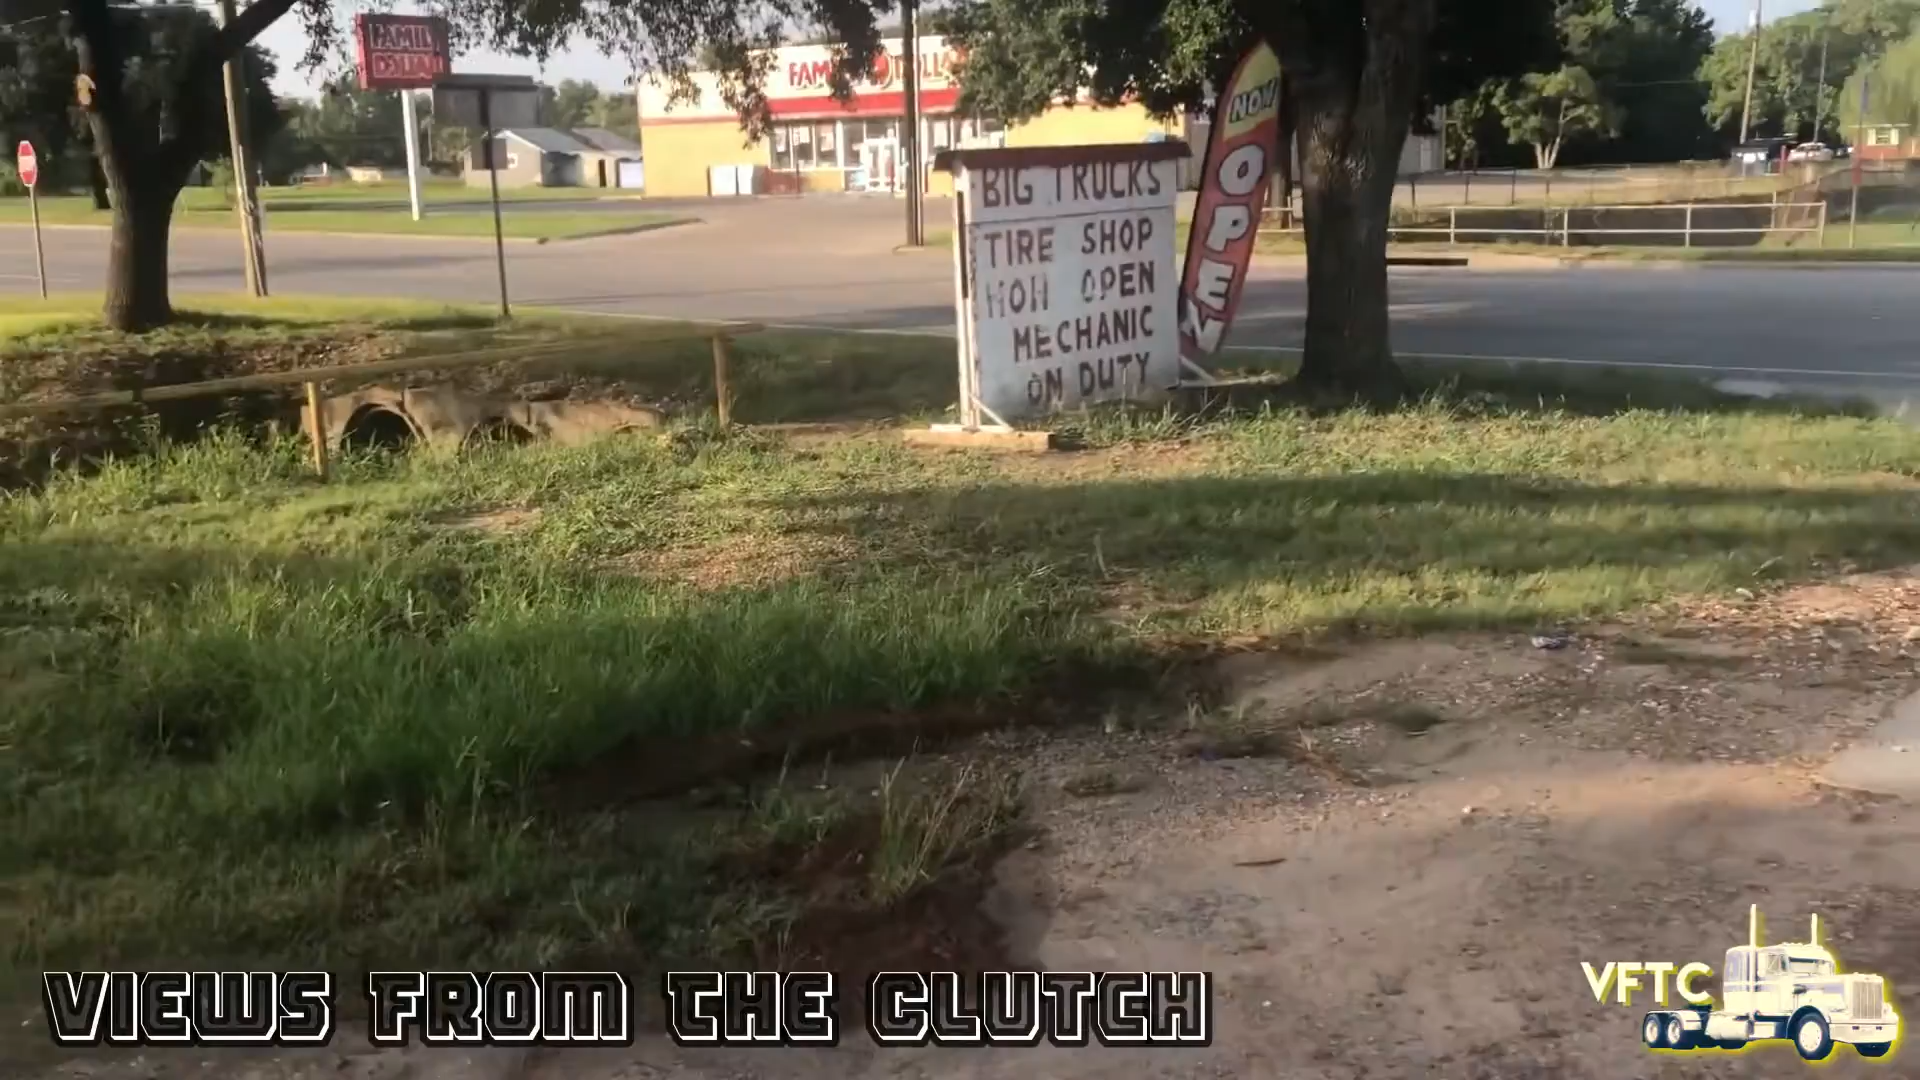 FAMILY
DOLLAR
FAMILY DOLLAR
NOW
OPEN
BIG TRUCKS
TIRE SHOP
NOW OPEN
MECHANIC
ON DUTY
VIEWS FROM THE CLUTCH
VFTC